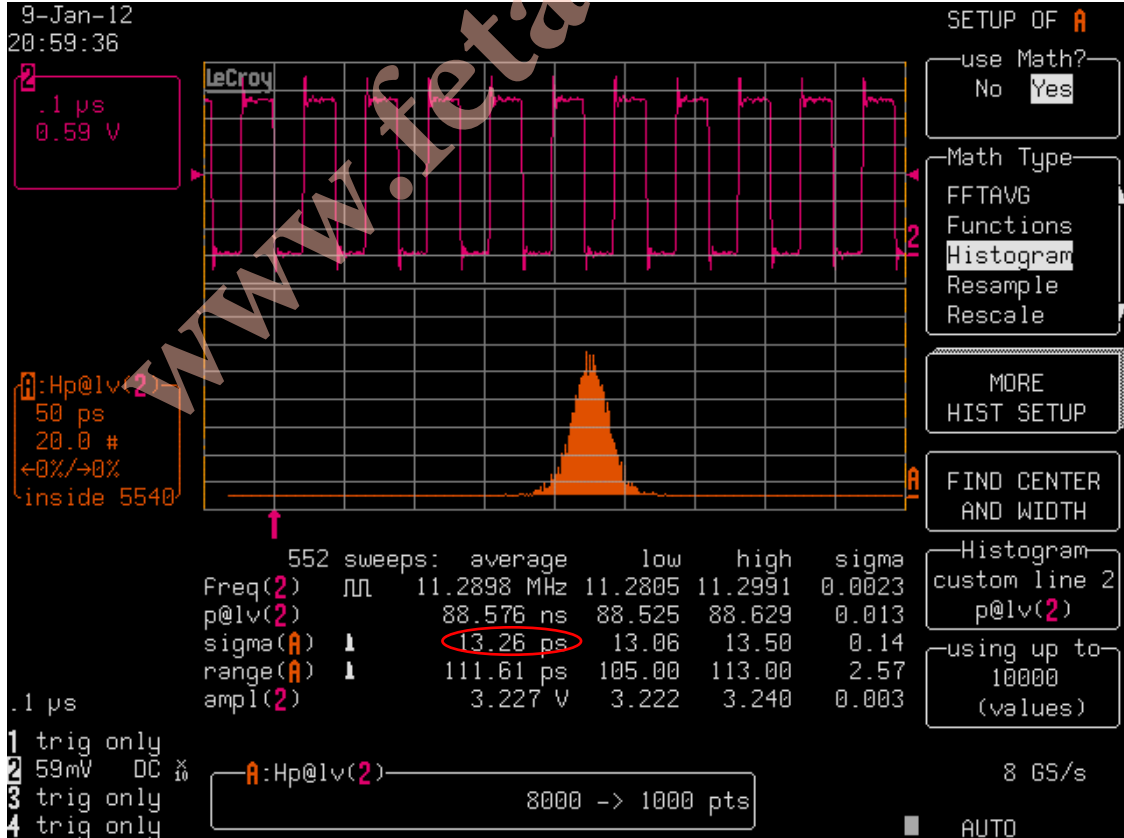 9-Jan-12
20:59:36
2
.1 µs
0.59 V
LeCroy
2
A:Hp@lv(2)
50 ps
20.0 #
←0%/→0%
inside 5540
A
552 sweeps: average low high sigma
freq(2) 11.2898 MHz 11.2805 11.2991 0.0023
p@lv(2) 88.576 ns 88.525 88.629 0.013
sigma(A) 13.26 ps 13.06 13.50 0.14
range(A) 111.61 ps 105.00 113.00 2.57
ampl(2) 3.227 V 3.222 3.240 0.003
.1 µs
1 trig only
2 59mV DC ×10
3 trig only
4 trig only
A:Hp@lv(2)
8000 -> 1000 pts
SETUP OF A
use Math?
No Yes
Math Type
FFTAVG
Functions
Histogram
Resample
Rescale
MORE
HIST SETUP
FIND CENTER
AND WIDTH
Histogram
custom line 2
p@lv(2)
using up to
10000
(values)
8 GS/s
AUTO
www.feta